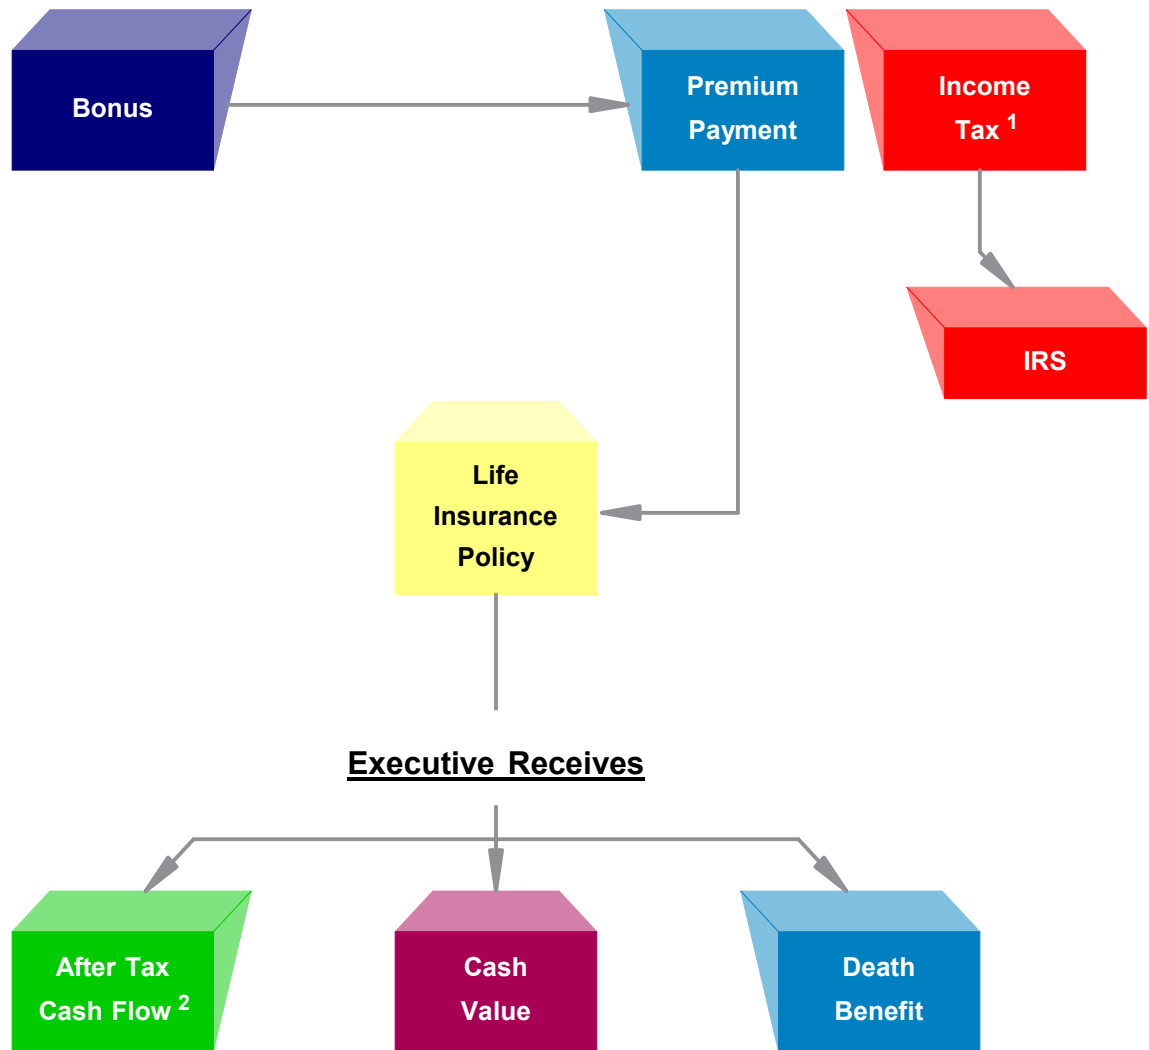 Bonus
Premium
Payment
Income
Tax 1
IRS
Life
Insurance
Policy
Executive Receives
After Tax
Cash Flow 2
Cash
Value
Death
Benefit